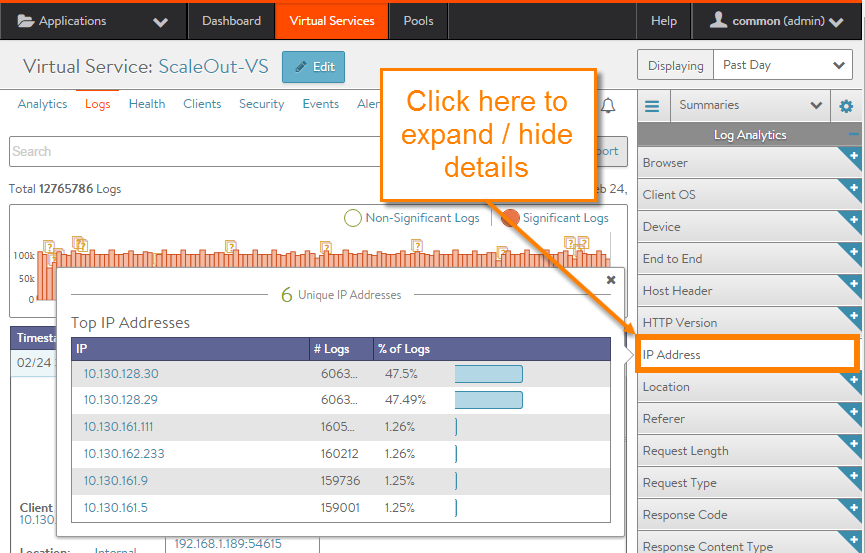 Applications Dashboard Virtual Services Pools Help common (admin)
Virtual Service: ScaleOut-VS Edit Displaying Past Day
Analytics Logs Health Clients Security Events
Summaries
Click here to
expand / hide
details
Log Analytics
Search
Total 12765786 Logs 24,
Non-Significant Logs Significant Logs
100k
50k
0
Browser
Client OS
Device
End to End
Host Header
HTTP Version
IP Address
Location
Referer
Request Length
Request Type
Response Code
Response Content Type
6 Unique IP Addresses
Top IP Addresses
IP # Logs % of Logs
10.130.128.30 6063... 47.5%
10.130.128.29 6063... 47.49%
10.130.161.111 1605... 1.26%
10.130.162.233 160212 1.26%
10.130.161.9 159736 1.25%
10.130.161.5 159001 1.25%
02/24
Client
10.130.
Location: Internal
192.168.1.189:54615